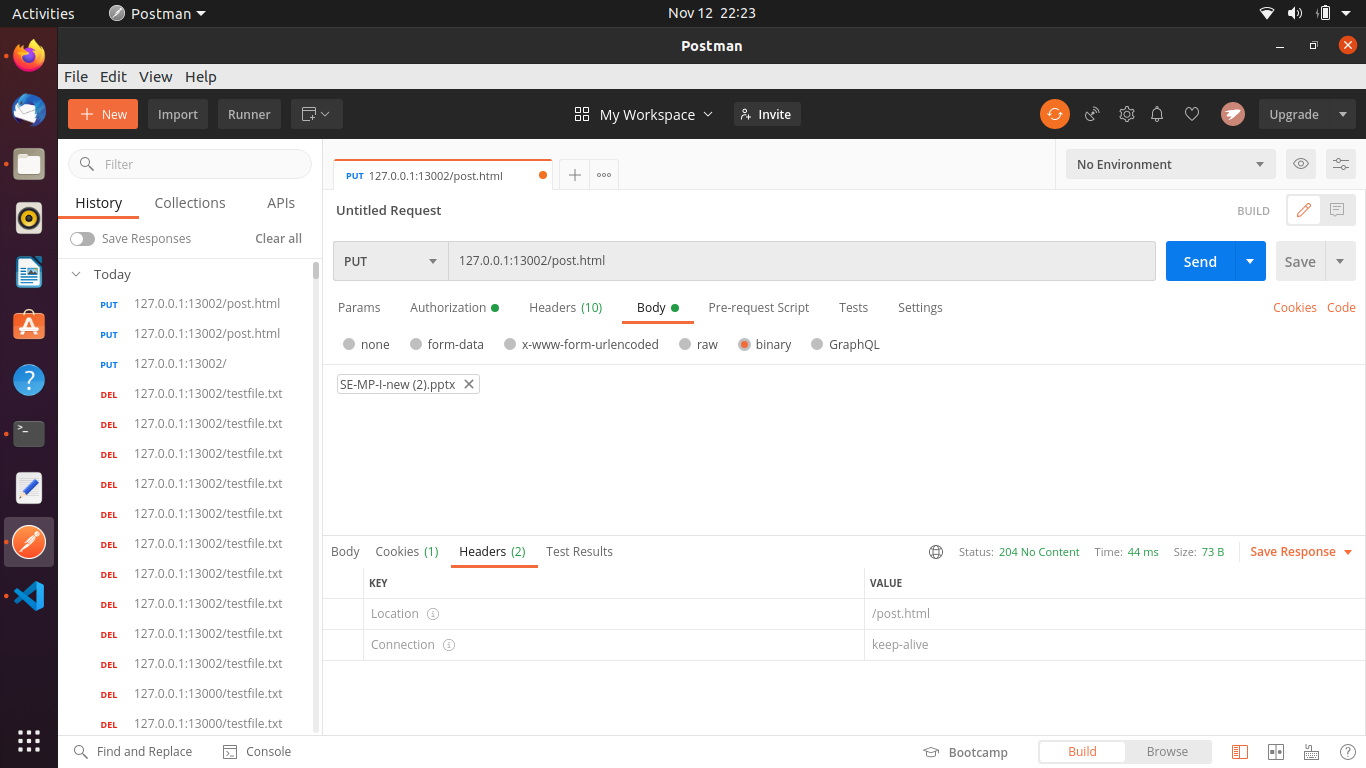 Activities Postman Nov 12 22:23
Postman
File Edit View Help
New Import Runner My Workspace Invite Upgrade
Filter
PUT 127.0.0.1:13002/post.html No Environment
History Collections APIs
Untitled Request BUILD
Save Responses Clear all
PUT 127.0.0.1:13002/post.html Send Save
Today
PUT 127.0.0.1:13002/post.html
PUT 127.0.0.1:13002/post.html
PUT 127.0.0.1:13002/
DEL 127.0.0.1:13002/testfile.txt
DEL 127.0.0.1:13002/testfile.txt
DEL 127.0.0.1:13002/testfile.txt
DEL 127.0.0.1:13002/testfile.txt
DEL 127.0.0.1:13002/testfile.txt
DEL 127.0.0.1:13002/testfile.txt
DEL 127.0.0.1:13002/testfile.txt
DEL 127.0.0.1:13002/testfile.txt
DEL 127.0.0.1:13002/testfile.txt
DEL 127.0.0.1:13002/testfile.txt
DEL 127.0.0.1:13000/testfile.txt
DEL 127.0.0.1:13000/testfile.txt
Params Authorization Headers (10) Body Pre-request Script Tests Settings Cookies Code
none form-data x-www-form-urlencoded raw binary GraphQL
SE-MP-I-new (2).pptx
Body Cookies (1) Headers (2) Test Results Status: 204 No Content Time: 44 ms Size: 73 B Save Response
KEY VALUE
Location /post.html
Connection keep-alive
Find and Replace Console Bootcamp Build Browse